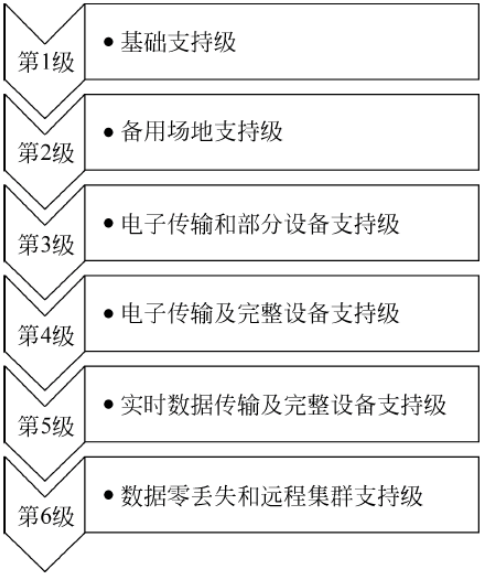 第1级
• 基础支持级
第2级
• 备用场地支持级
第3级
• 电子传输和部分设备支持级
第4级
• 电子传输及完整设备支持级
第5级
• 实时数据传输及完整设备支持级
第6级
• 数据零丢失和远程集群支持级